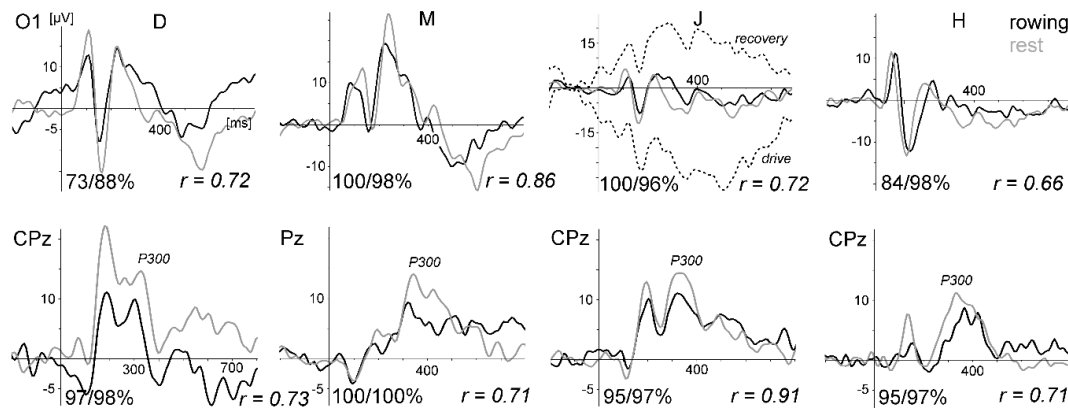 O1 [µV] D M J H rowing
rest
10
-5
400
[ms]
73/88% r = 0.72
10
-10
400
100/98% r = 0.86
15
-15
400
recovery
drive
100/96% r = 0.72
10
-10
400
84/98% r = 0.66
CPz
P300
10
-5
300 700
97/98% r = 0.73
Pz
P300
10
-5
400
100/100% r = 0.71
CPz
P300
10
-5
400
95/97% r = 0.91
CPz
P300
10
-5
400
95/97% r = 0.71